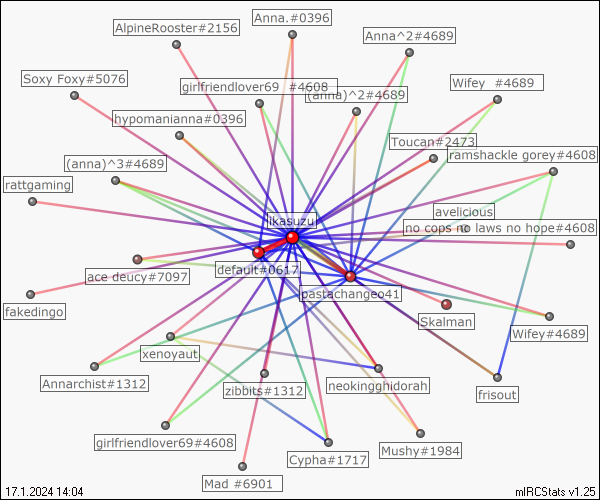 Anna.#0396
AlpineRooster#2156
Anna^2#4689
Soxy Foxy#5076
girlfriendlover69 #4608
Wifey #4689
(anna)^2#4689
hypomanianna#0396
Toucan#2473
(anna)^3#4689
ramshackle gorey#4608
rattgaming
ikasuzu
avelicious
no cops no laws no hope#4608
ace deucy#7097
default#0617
pastachangeo41
fakedingo
Skalman
Wifey#4689
xenoyaut
Annarchist#1312
zibbits#1312
neokingghidorah
frisout
girlfriendlover69#4608
Cypha#1717
Mushy#1984
Mad #6901
17.1.2024 14:04
mIRCStats v1.25